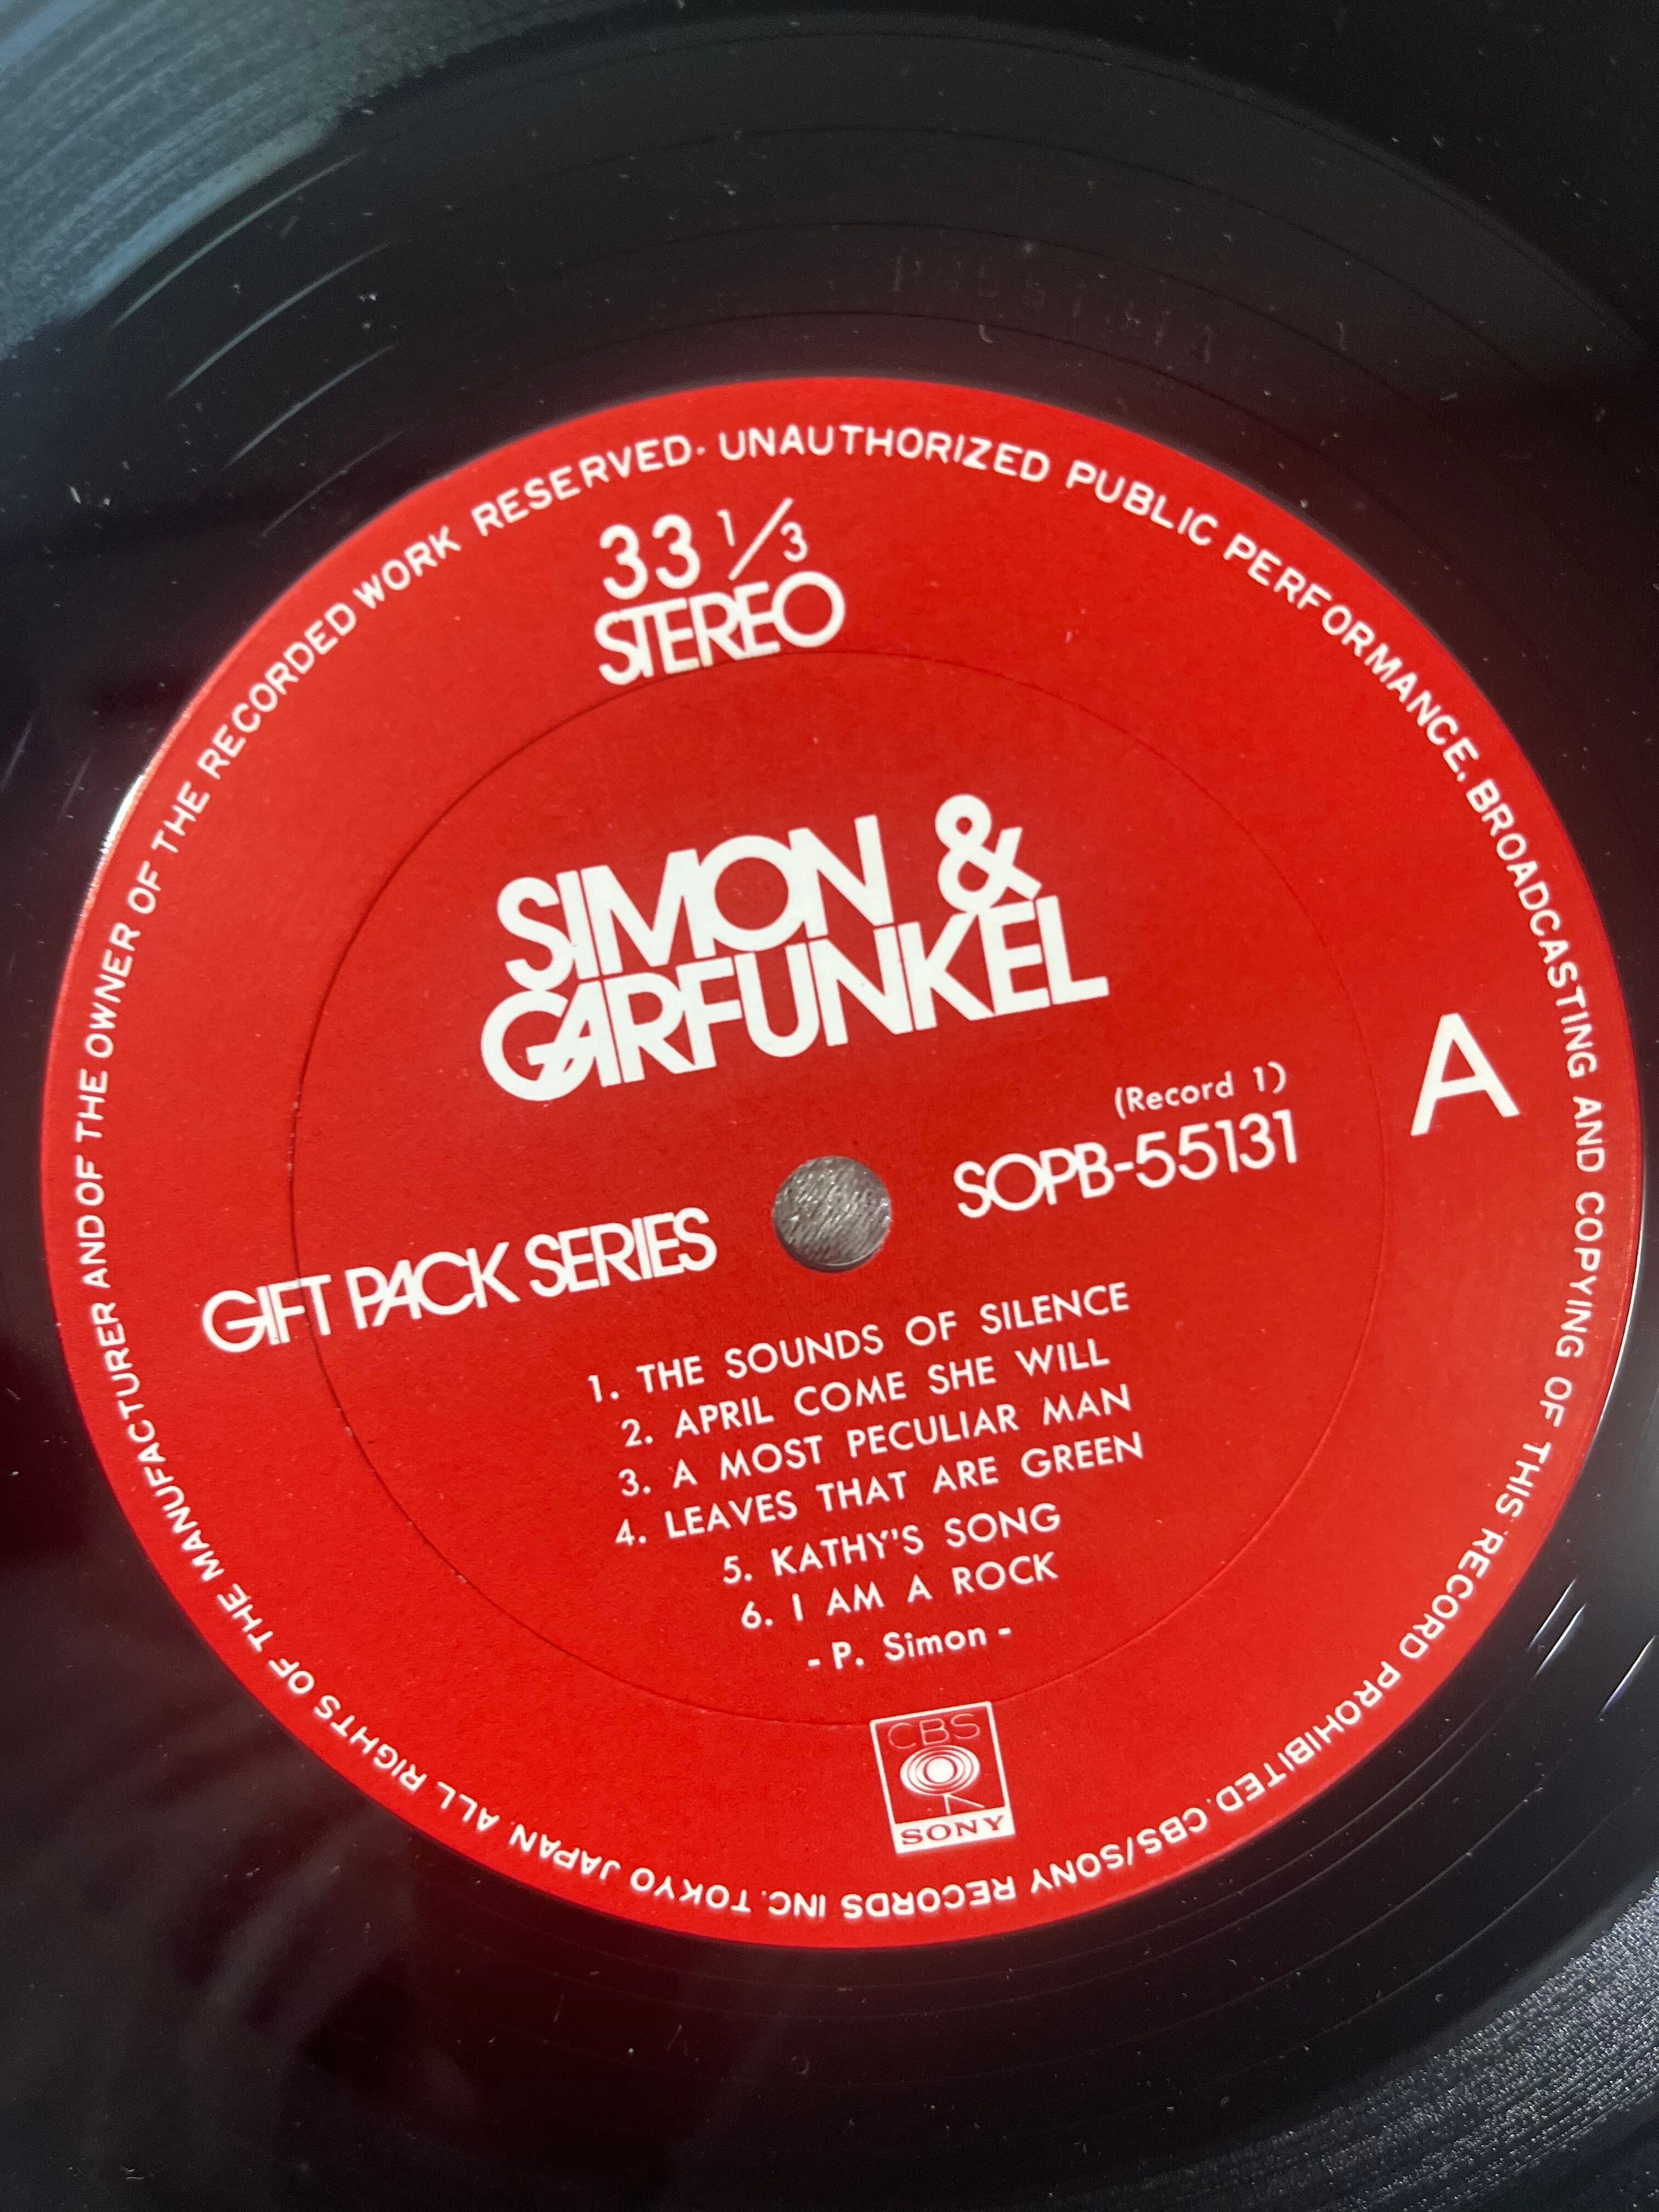 ALL RIGHTS OF THE MANUFACTURER AND OF THE OWNER OF THE RECORDED WORK RESERVED. UNAUTHORIZED PUBLIC PERFORMANCE, BROADCASTING AND COPYING OF THIS RECORD PROHIBITED. CBS/SONY RECORDS INC. TOKYO JAPAN
33 1/3
STEREO
SIMON &
GARFUNKEL
A
(Record 1)
SOPB-55131
GIFT PACK SERIES
1. THE SOUNDS OF SILENCE
2. APRIL COME SHE WILL
3. A MOST PECULIAR MAN
4. LEAVES THAT ARE GREEN
5. KATHY'S SONG
6. I AM A ROCK
- P. Simon -
CBS
SONY